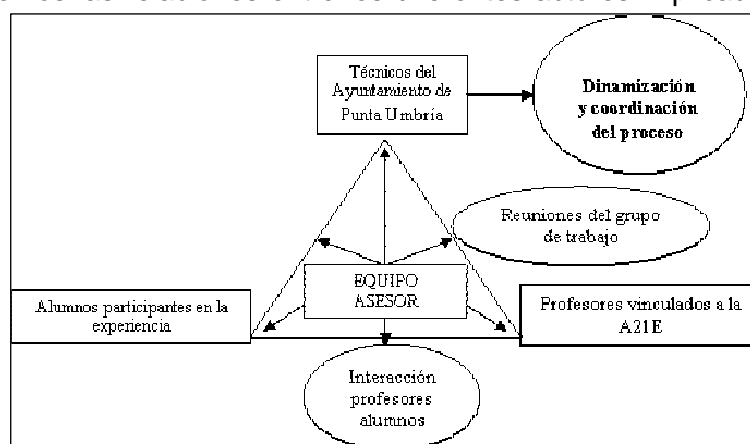 Técnicos del
Ayuntamiento de
Punta Umbría
Dinamización
y coordinación
del proceso
Reuniones del grupo
de trabajo
EQUIPO
ASESOR
Alumnos participantes en la
experiencia
Profesores vinculados a la
A21E
Interacción
profesores
alumnos